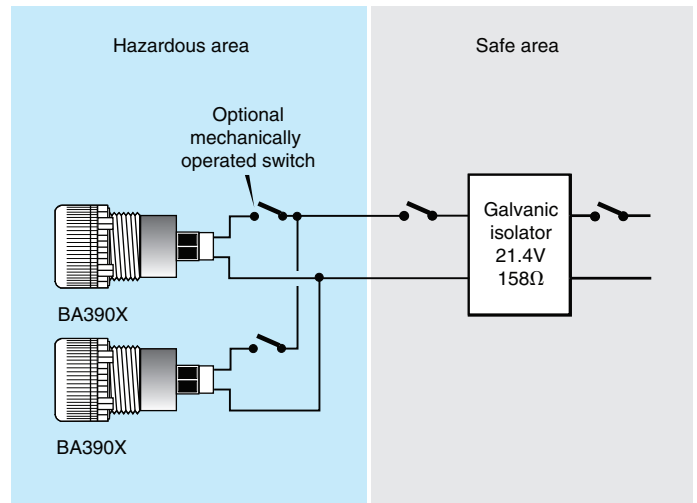 Hazardous area
Safe area
Optional
mechanically
operated switch
Galvanic
isolator
21.4V
158Ω
BA390X
BA390X